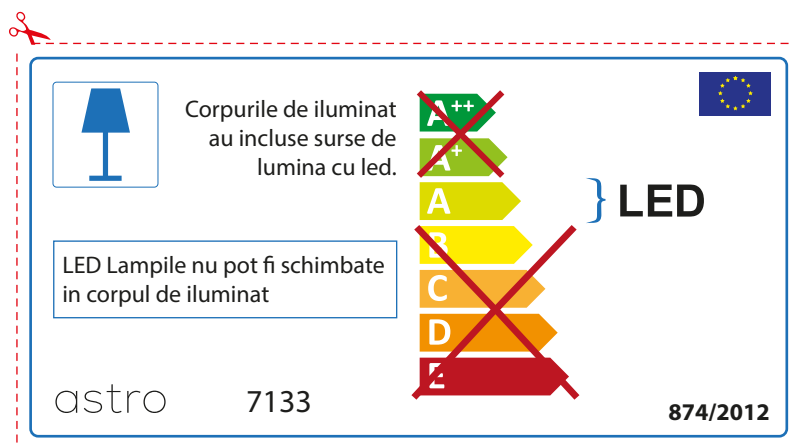 Corpurile de iluminat
au incluse surse de
lumina cu led.
LED Lampile nu pot fi schimbate
in corpul de iluminat
A++
A+
A
B
C
D
E
LED
astro
7133
874/2012